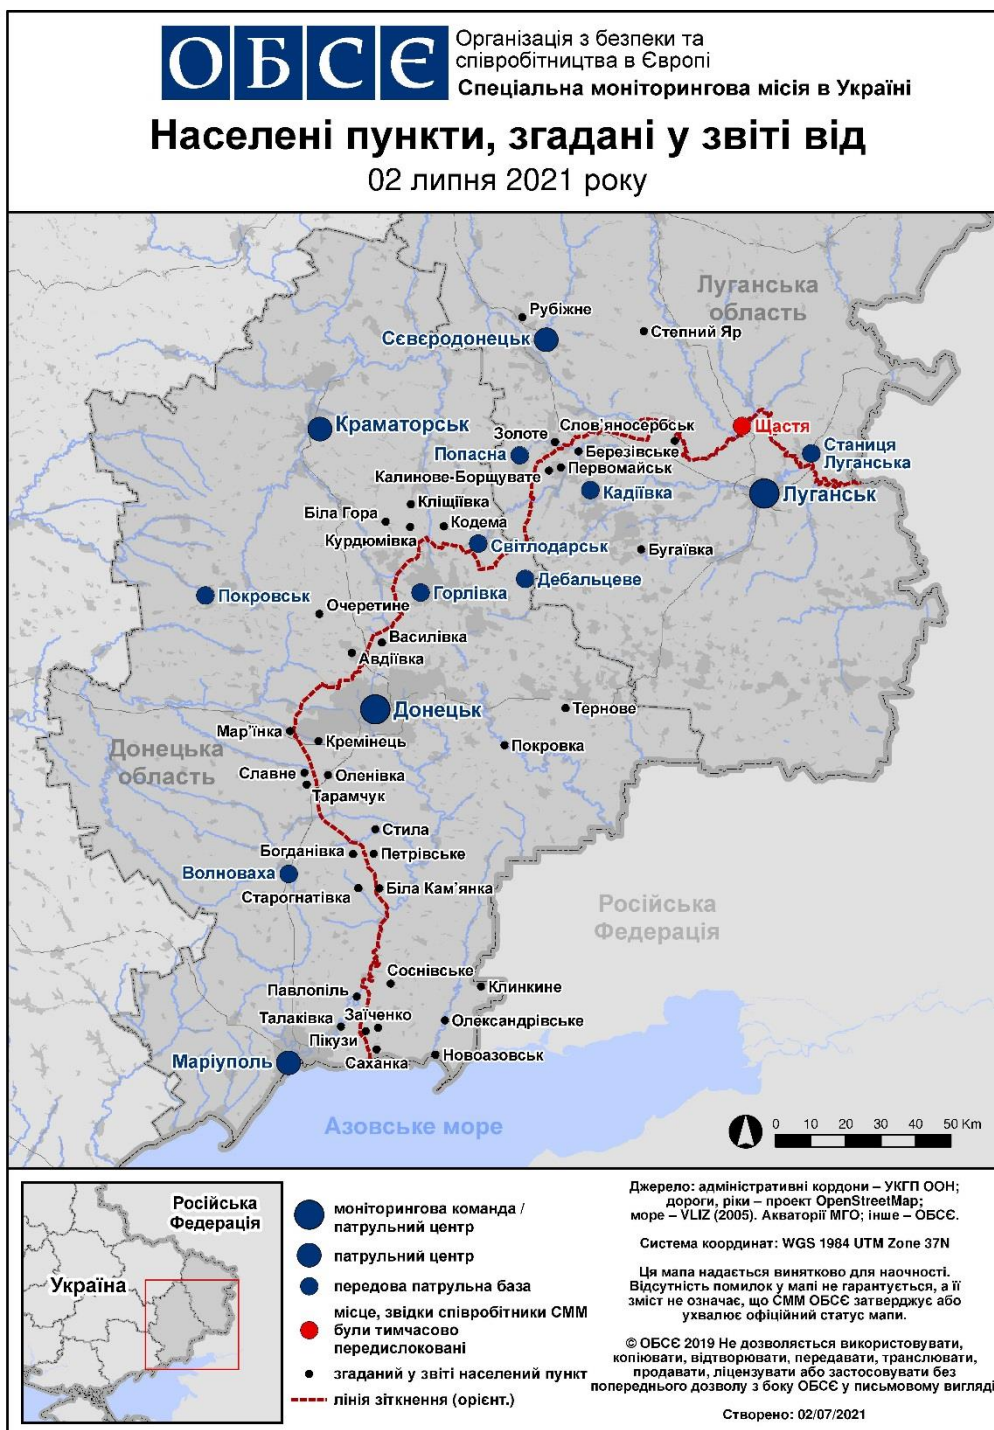 ОБСЄ
Організація з безпеки та
співробітництва в Європі
Спеціальна моніторингова місія в Україні
Населені пункти, згадані у звіті від
02 липня 2021 року
Луганська
область
Рубіжне
Степний Яр
Сєвєродонецьк
Краматорськ
Золоте
Слов’яносербськ
Щастя
Станиця
Луганська
Попасна
Березівське
Первомайськ
Калинове-Борщувате
Кадіївка
Луганськ
Кліщіївка
Біла Гора
Кодема
Курдюмівка
Світлодарськ
Бугаївка
Дебальцеве
Покровськ
Горлівка
Очеретине
Василівка
Авдіївка
Донецьк
Тернове
Мар’їнка
Кремінець
Покровка
Донецька
область
Славне
Оленівка
Тарамчук
Стила
Богданівка
Петрівське
Волноваха
Старогнатівка
Біла Кам’янка
Російська
Федерація
Соснівське
Клинкине
Павлопіль
Талаківка
Заїченко
Олександрівське
Пікузи
Саханка
Новоазовськ
Маріуполь
Азовське море
0 10 20 30 40 50 Km
Російська
Федерація
Україна
моніторингова команда /
патрульний центр
патрульний центр
передова патрульна база
місце, звідки співробітники СММ
були тимчасово
передислоковані
згаданий у звіті населений пункт
лінія зіткнення (орієнт.)
Джерело: адміністративні кордони – УКГП ООН;
дороги, ріки – проект OpenStreetMap;
море – VLIZ (2005). Акваторії МГО; інше – ОБСЄ.
Система координат: WGS 1984 UTM Zone 37N
Ця мапа надається винятково для наочності.
Відсутність помилок у мапі не гарантується, а її
зміст не означає, що СММ ОБСЄ затверджує або
ухвалює офіційний статус мапи.
© ОБСЄ 2019 Не дозволяється використовувати,
копіювати, відтворювати, передавати, транслювати,
продавати, ліцензувати або застосовувати без
попереднього дозволу з боку ОБСЄ у письмовому вигляді
Створено: 02/07/2021